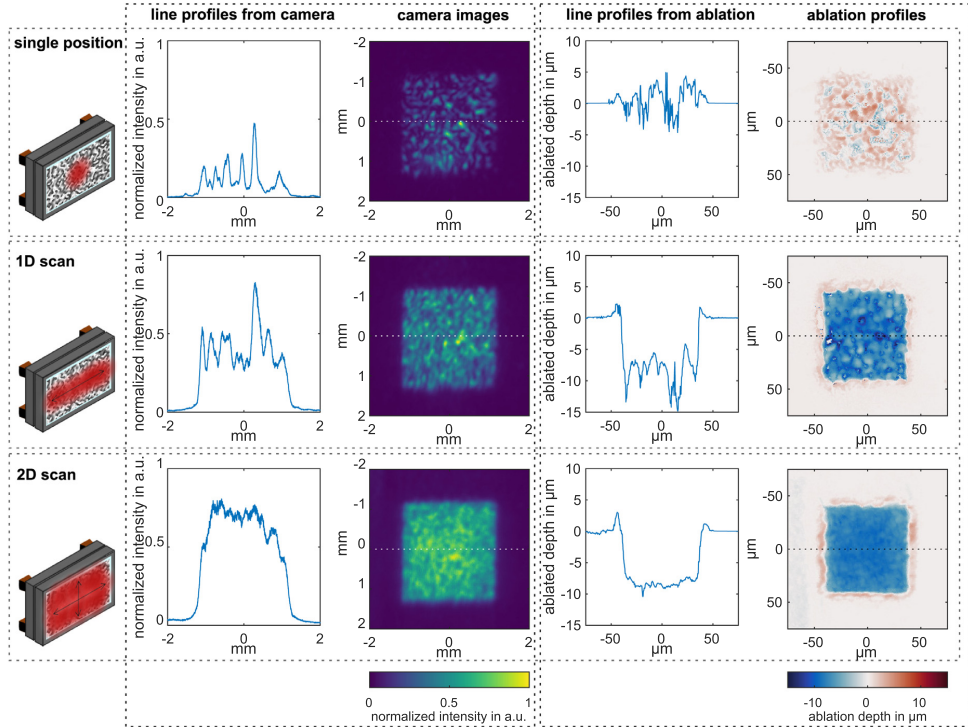 line profiles from camera
camera images
line profiles from ablation
ablation profiles
single position
normalized intensity in a.u.
1
0.5
0
-2
0
2
mm
-2
-1
0
1
2
mm
-2
0
2
mm
ablated depth in µm
10
5
0
-5
-10
-15
-50
0
50
µm
-50
0
50
µm
-50
0
50
µm
1D scan
normalized intensity in a.u.
1
0.5
0
-2
0
2
mm
-2
-1
0
1
2
mm
-2
0
2
mm
ablated depth in µm
10
5
0
-5
-10
-15
-50
0
50
µm
-50
0
50
µm
-50
0
50
µm
2D scan
normalized intensity in a.u.
1
0.5
0
-2
0
2
mm
-2
-1
0
1
2
mm
-2
0
2
mm
ablated depth in µm
10
5
0
-5
-10
-15
-50
0
50
µm
-50
0
50
µm
-50
0
50
µm
0
0.5
1
normalized intensity in a.u.
-10
0
10
ablation depth in µm